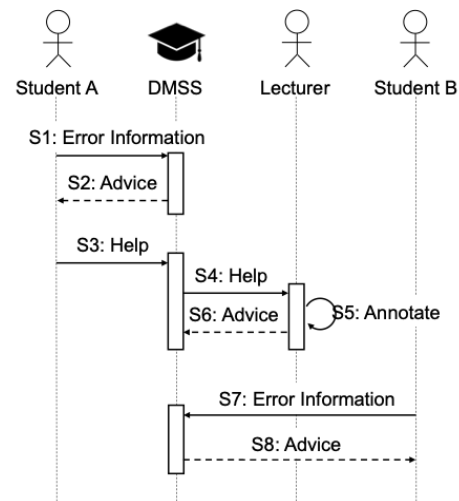 Student A
DMSS
Lecturer
Student B
S1: Error Information
S2: Advice
S3: Help
S4: Help
S5: Annotate
S6: Advice
S7: Error Information
S8: Advice